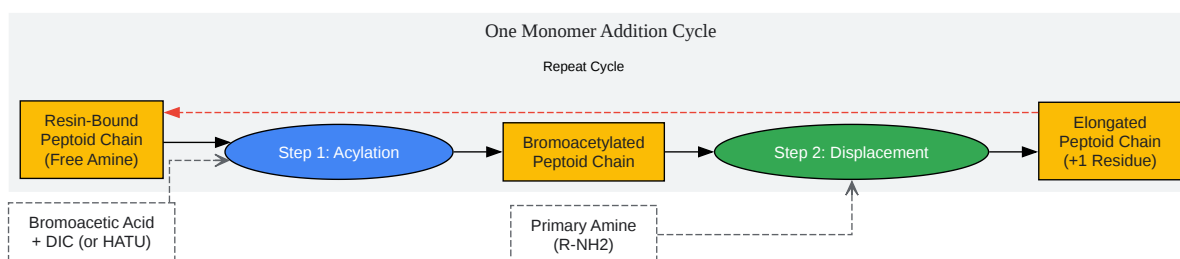 One Monomer Addition Cycle
Repeat Cycle
Resin-Bound
Peptoid Chain
(Free Amine)
Step 1: Acylation
Bromoacetylated
Peptoid Chain
Step 2: Displacement
Elongated
Peptoid Chain
(+1 Residue)
Bromoacetic Acid
+ DIC (or HATU)
Primary Amine
(R-NH2)